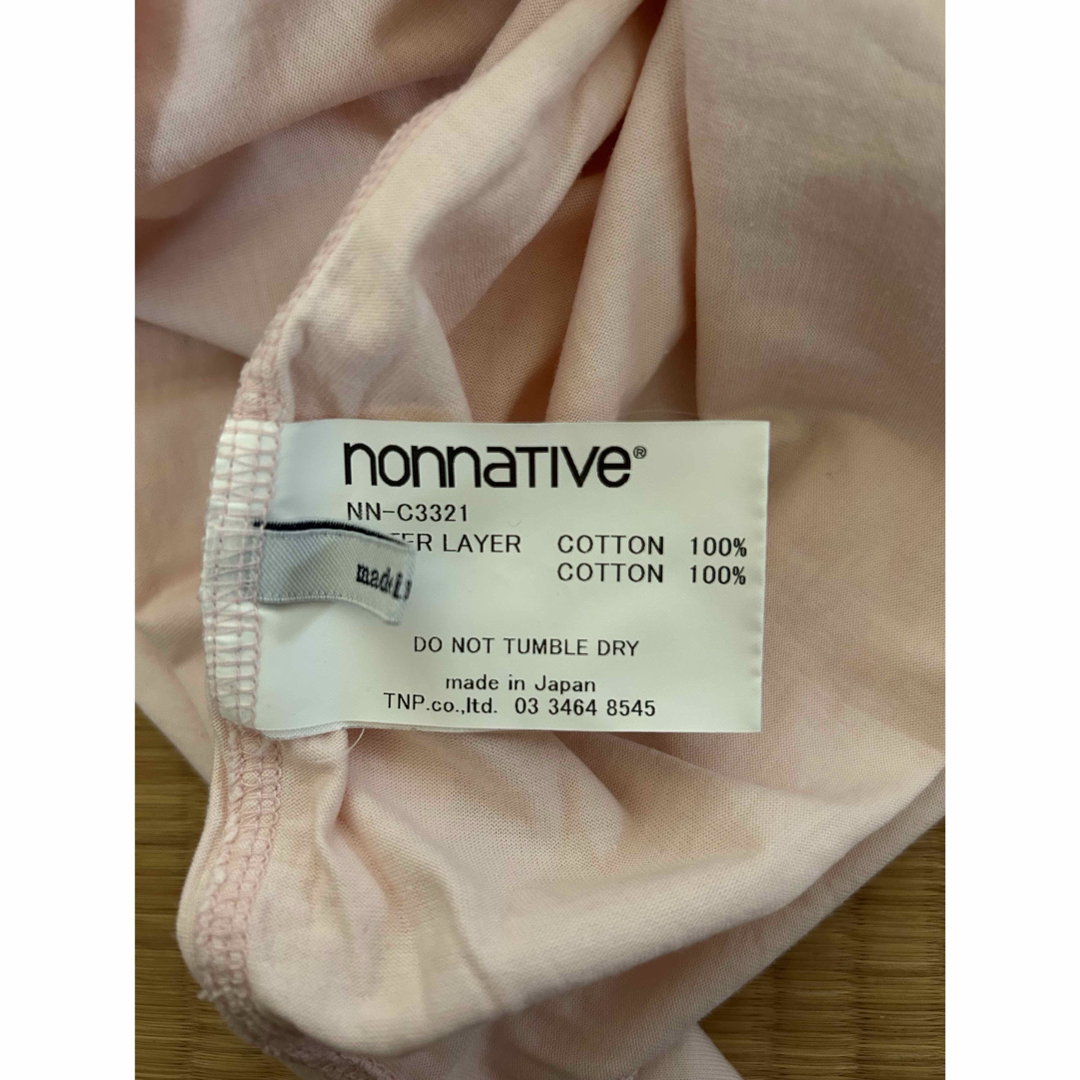 nonnative®
NN-C3321
LAYER COTTON 100%
COTTON 100%
DO NOT TUMBLE DRY
made in Japan
TNP.co.,ltd. 03 3464 8545